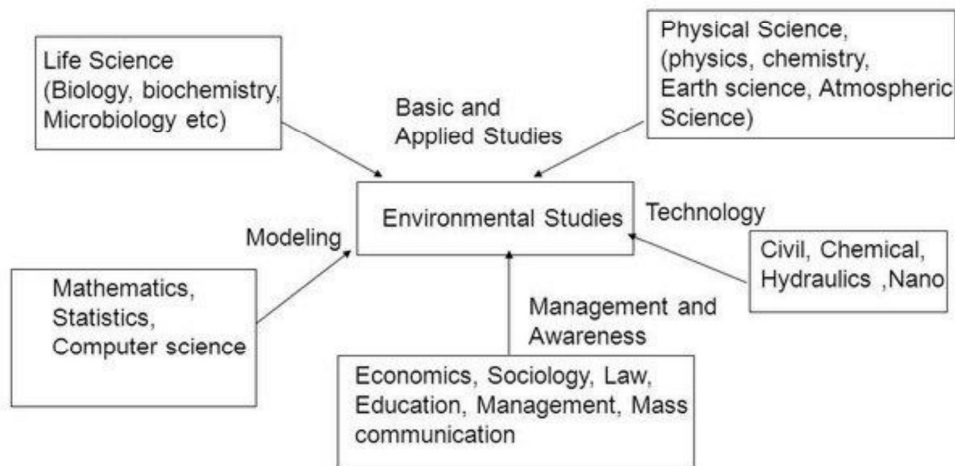 Life Science
(Biology, biochemistry,
Microbiology etc)
Basic and
Applied Studies
Physical Science,
(physics, chemistry,
Earth science, Atmospheric
Science)
Environmental Studies
Modeling
Technology
Mathematics,
Statistics,
Computer science
Management and
Awareness
Civil, Chemical,
Hydraulics ,Nano
Economics, Sociology, Law,
Education, Management, Mass
communication